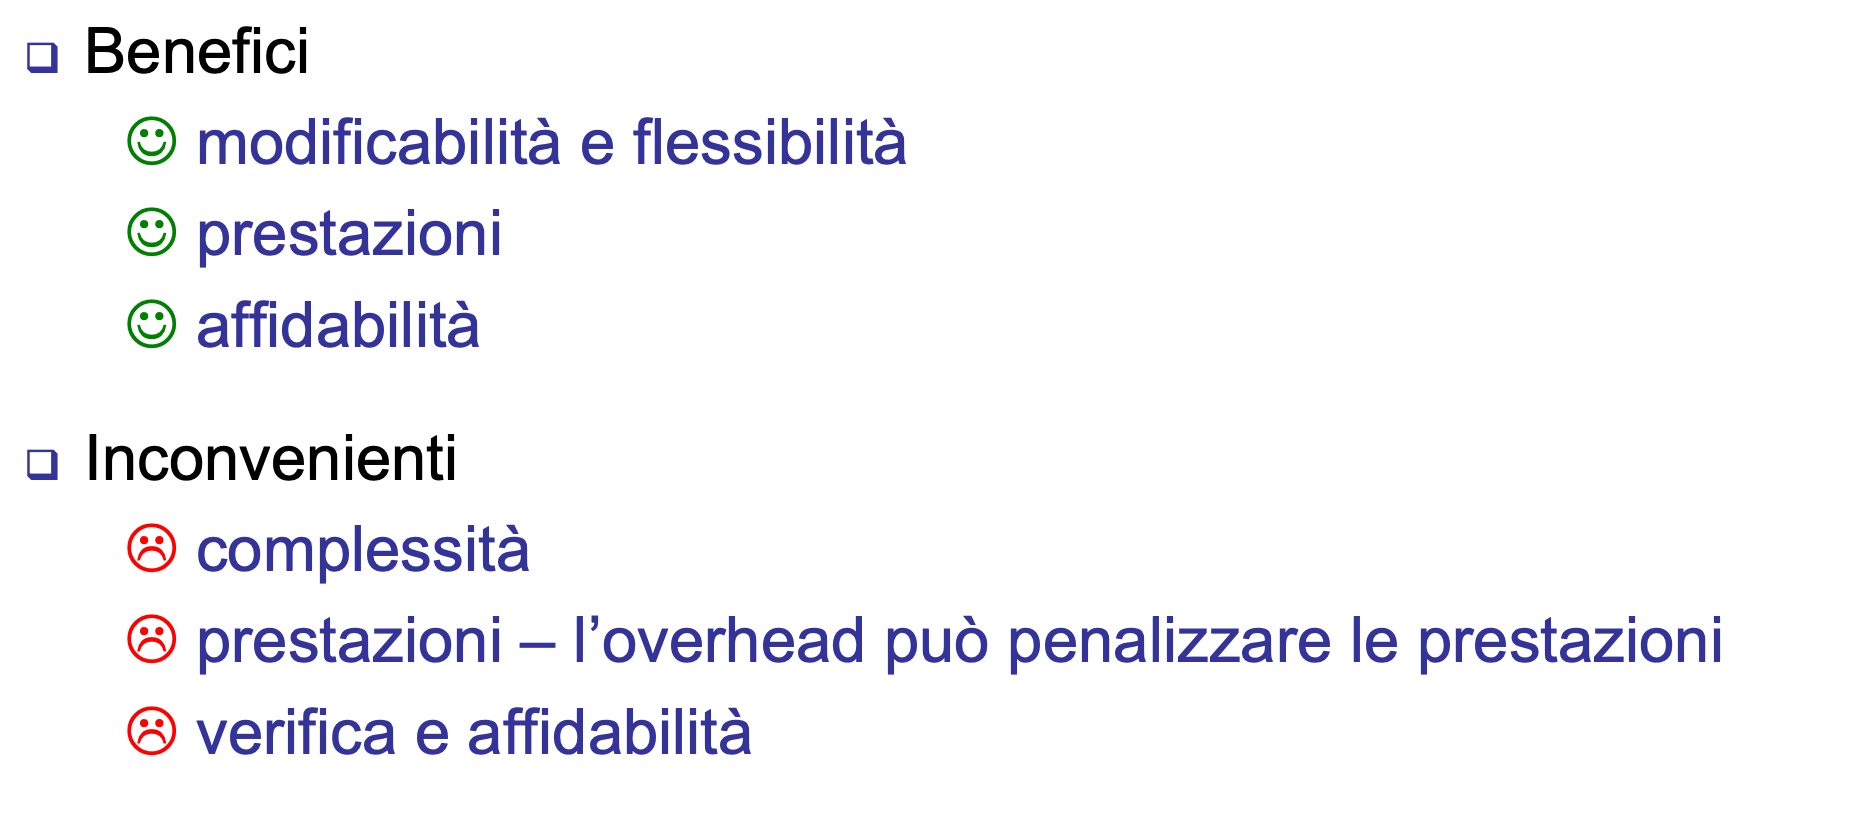 Benefici
modificabilità e flessibilità
prestazioni
affidabilità
Inconvenienti
complessità
prestazioni – l’overhead può penalizzare le prestazioni
verifica e affidabilità